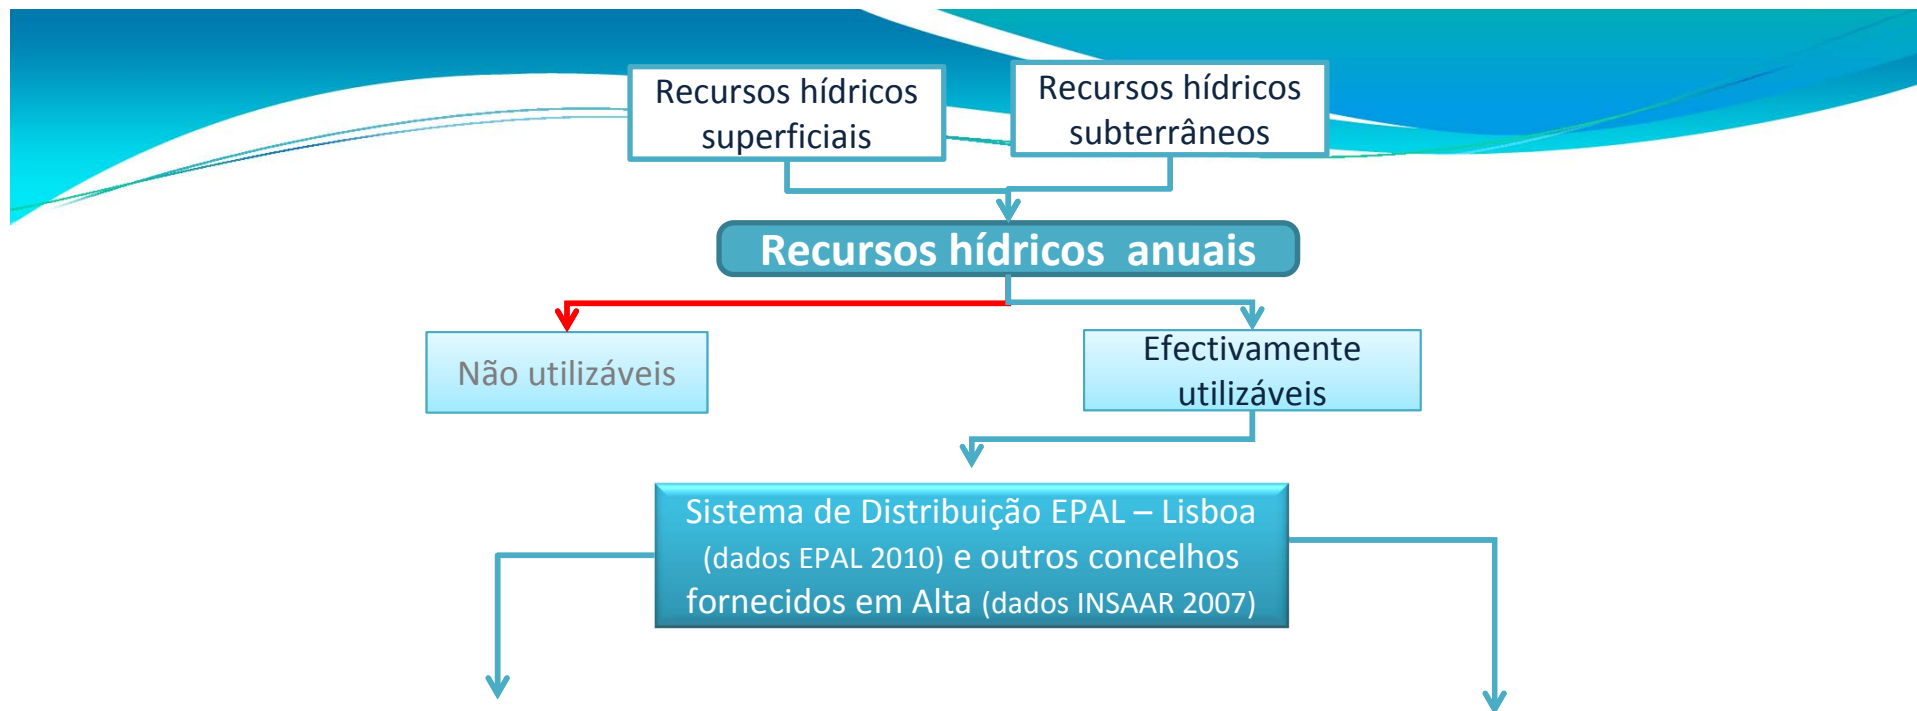 Recursos hídricos
superficiais
Recursos hídricos
subterrâneos
Recursos hídricos  anuais
Não utilizáveis
Efectivamente
utilizáveis
Sistema de Distribuição EPAL – Lisboa
(dados EPAL 2010) e outros concelhos
fornecidos em Alta (dados INSAAR 2007)